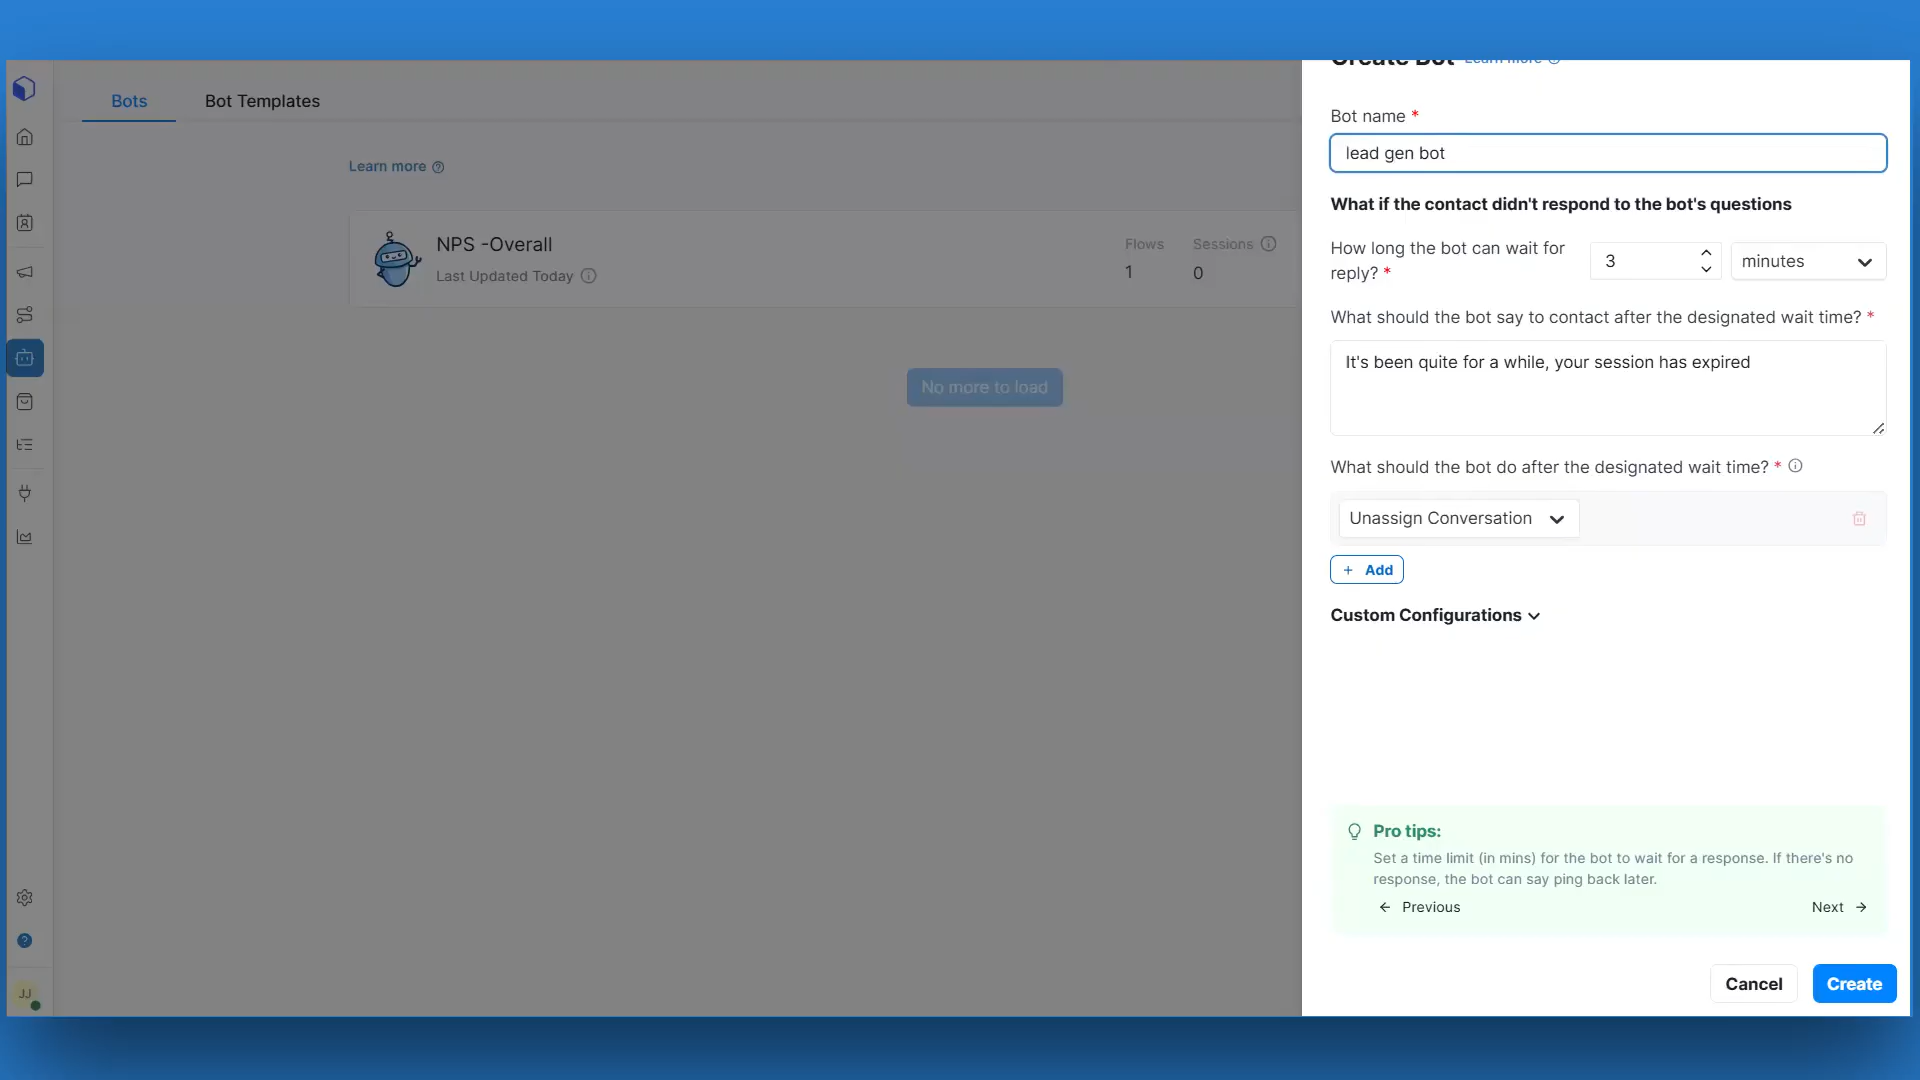 Create Bot Learn more
Bots
Bot Templates
Bot name *
lead gen bot
Learn more
What if the contact didn't respond to the bot's questions
NPS -Overall
Last Updated Today
Flows
1
Sessions
0
How long the bot can wait for
reply? *
3
minutes
What should the bot say to contact after the designated wait time? *
It's been quite for a while, your session has expired
No more to load
What should the bot do after the designated wait time? *
Unassign Conversation
+ Add
Custom Configurations
Pro tips:
Set a time limit (in mins) for the bot to wait for a response. If there's no
response, the bot can say ping back later.
← Previous
Next →
JJ
Cancel
Create